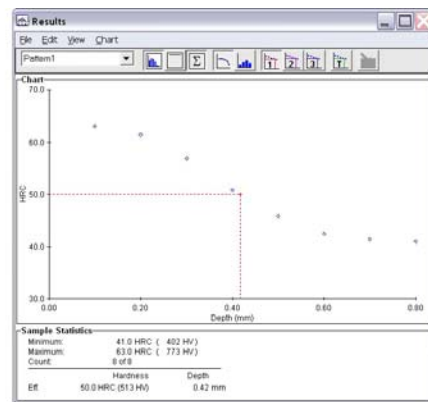 Results
File Edit View Chart
Pattern1
Σ 1 2 3 T
Chart
70.0
60.0
50.0
40.0
30.0
HRC
0.00 0.20 0.40 0.60 0.80
Depth (mm)
Sample Statistics
Minimum: 41.0 HRC ( 402 HV)
Maximum: 63.0 HRC ( 773 HV)
Count: 8 of 8
Hardness Depth
Eff 50.0 HRC (513 HV) 0.42 mm